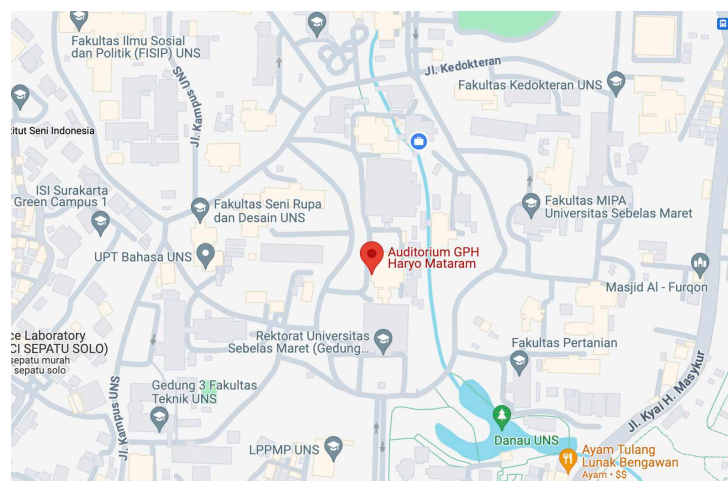 Fakultas Ilmu Sosial
dan Politik (FISIP) UNS
Jl. Kedokteran
Fakultas Kedokteran UNS
Jl. Kampus UNS
titut Seni Indonesia
ISI Surakarta
Green Campus 1
Fakultas Seni Rupa
dan Desain UNS
Fakultas MIPA
Universitas Sebelas Maret
UPT Bahasa UNS
Auditorium GPH
Haryo Mataram
Masjid Al - Furqon
ce Laboratory
CI SEPATU SOLO)
sepatu murah
sepatu solo
Rektorat Universitas
Sebelas Maret (Gedung...
Fakultas Pertanian
Gedung 3 Fakultas
Teknik UNS
Jl. Kampus UNS
Jl. Kyai H. Masykur
Danau UNS
LPPMP UNS
Ayam Tulang
Lunak Bengawan
Ayam • $$